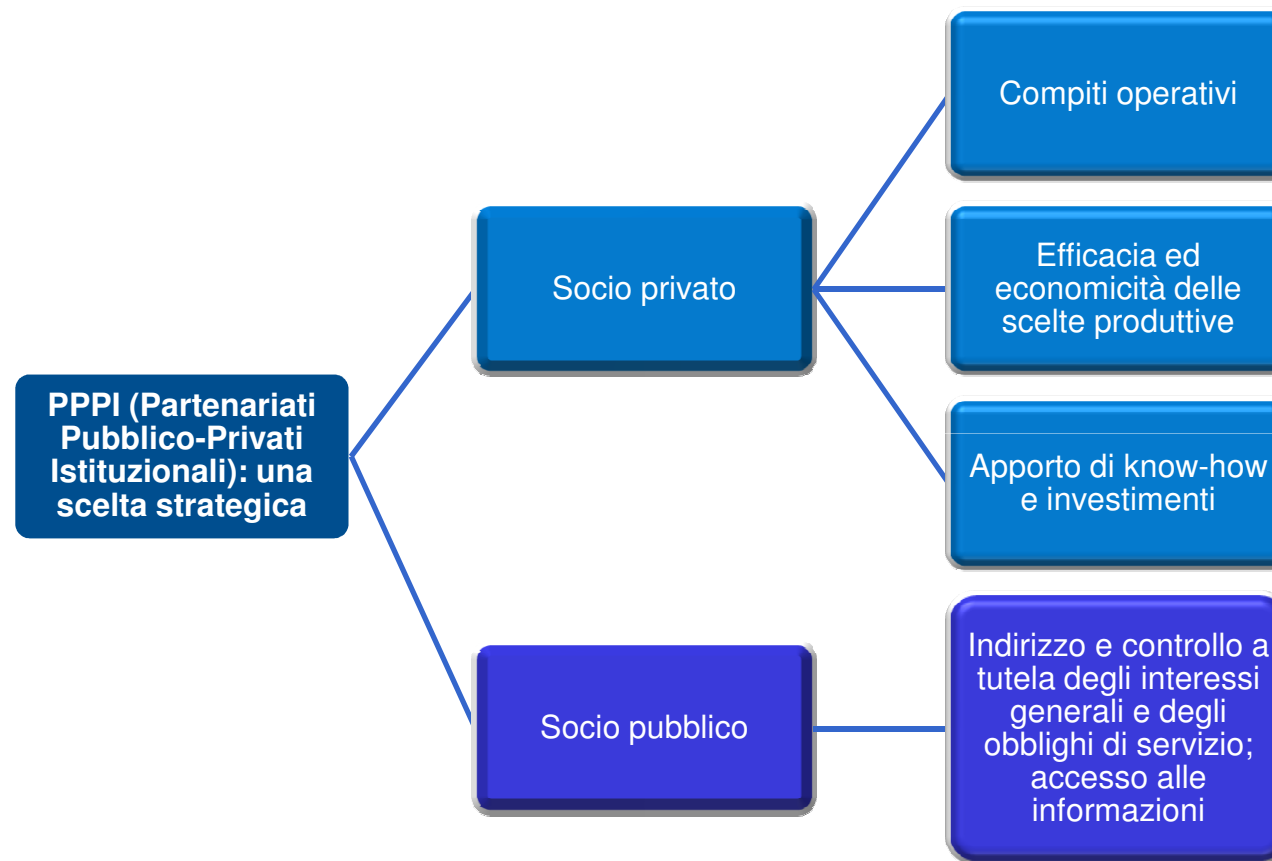 PPPI (Partenariati
Pubblico-Privati
Istituzionali): una
scelta strategica
Socio privato
Compiti operativi
Efficacia ed
economicità delle
scelte produttive
Apporto di know-how
e investimenti
Socio pubblico
Indirizzo e controllo a
tutela degli interessi
generali e degli
obblighi di servizio;
accesso alle
informazioni